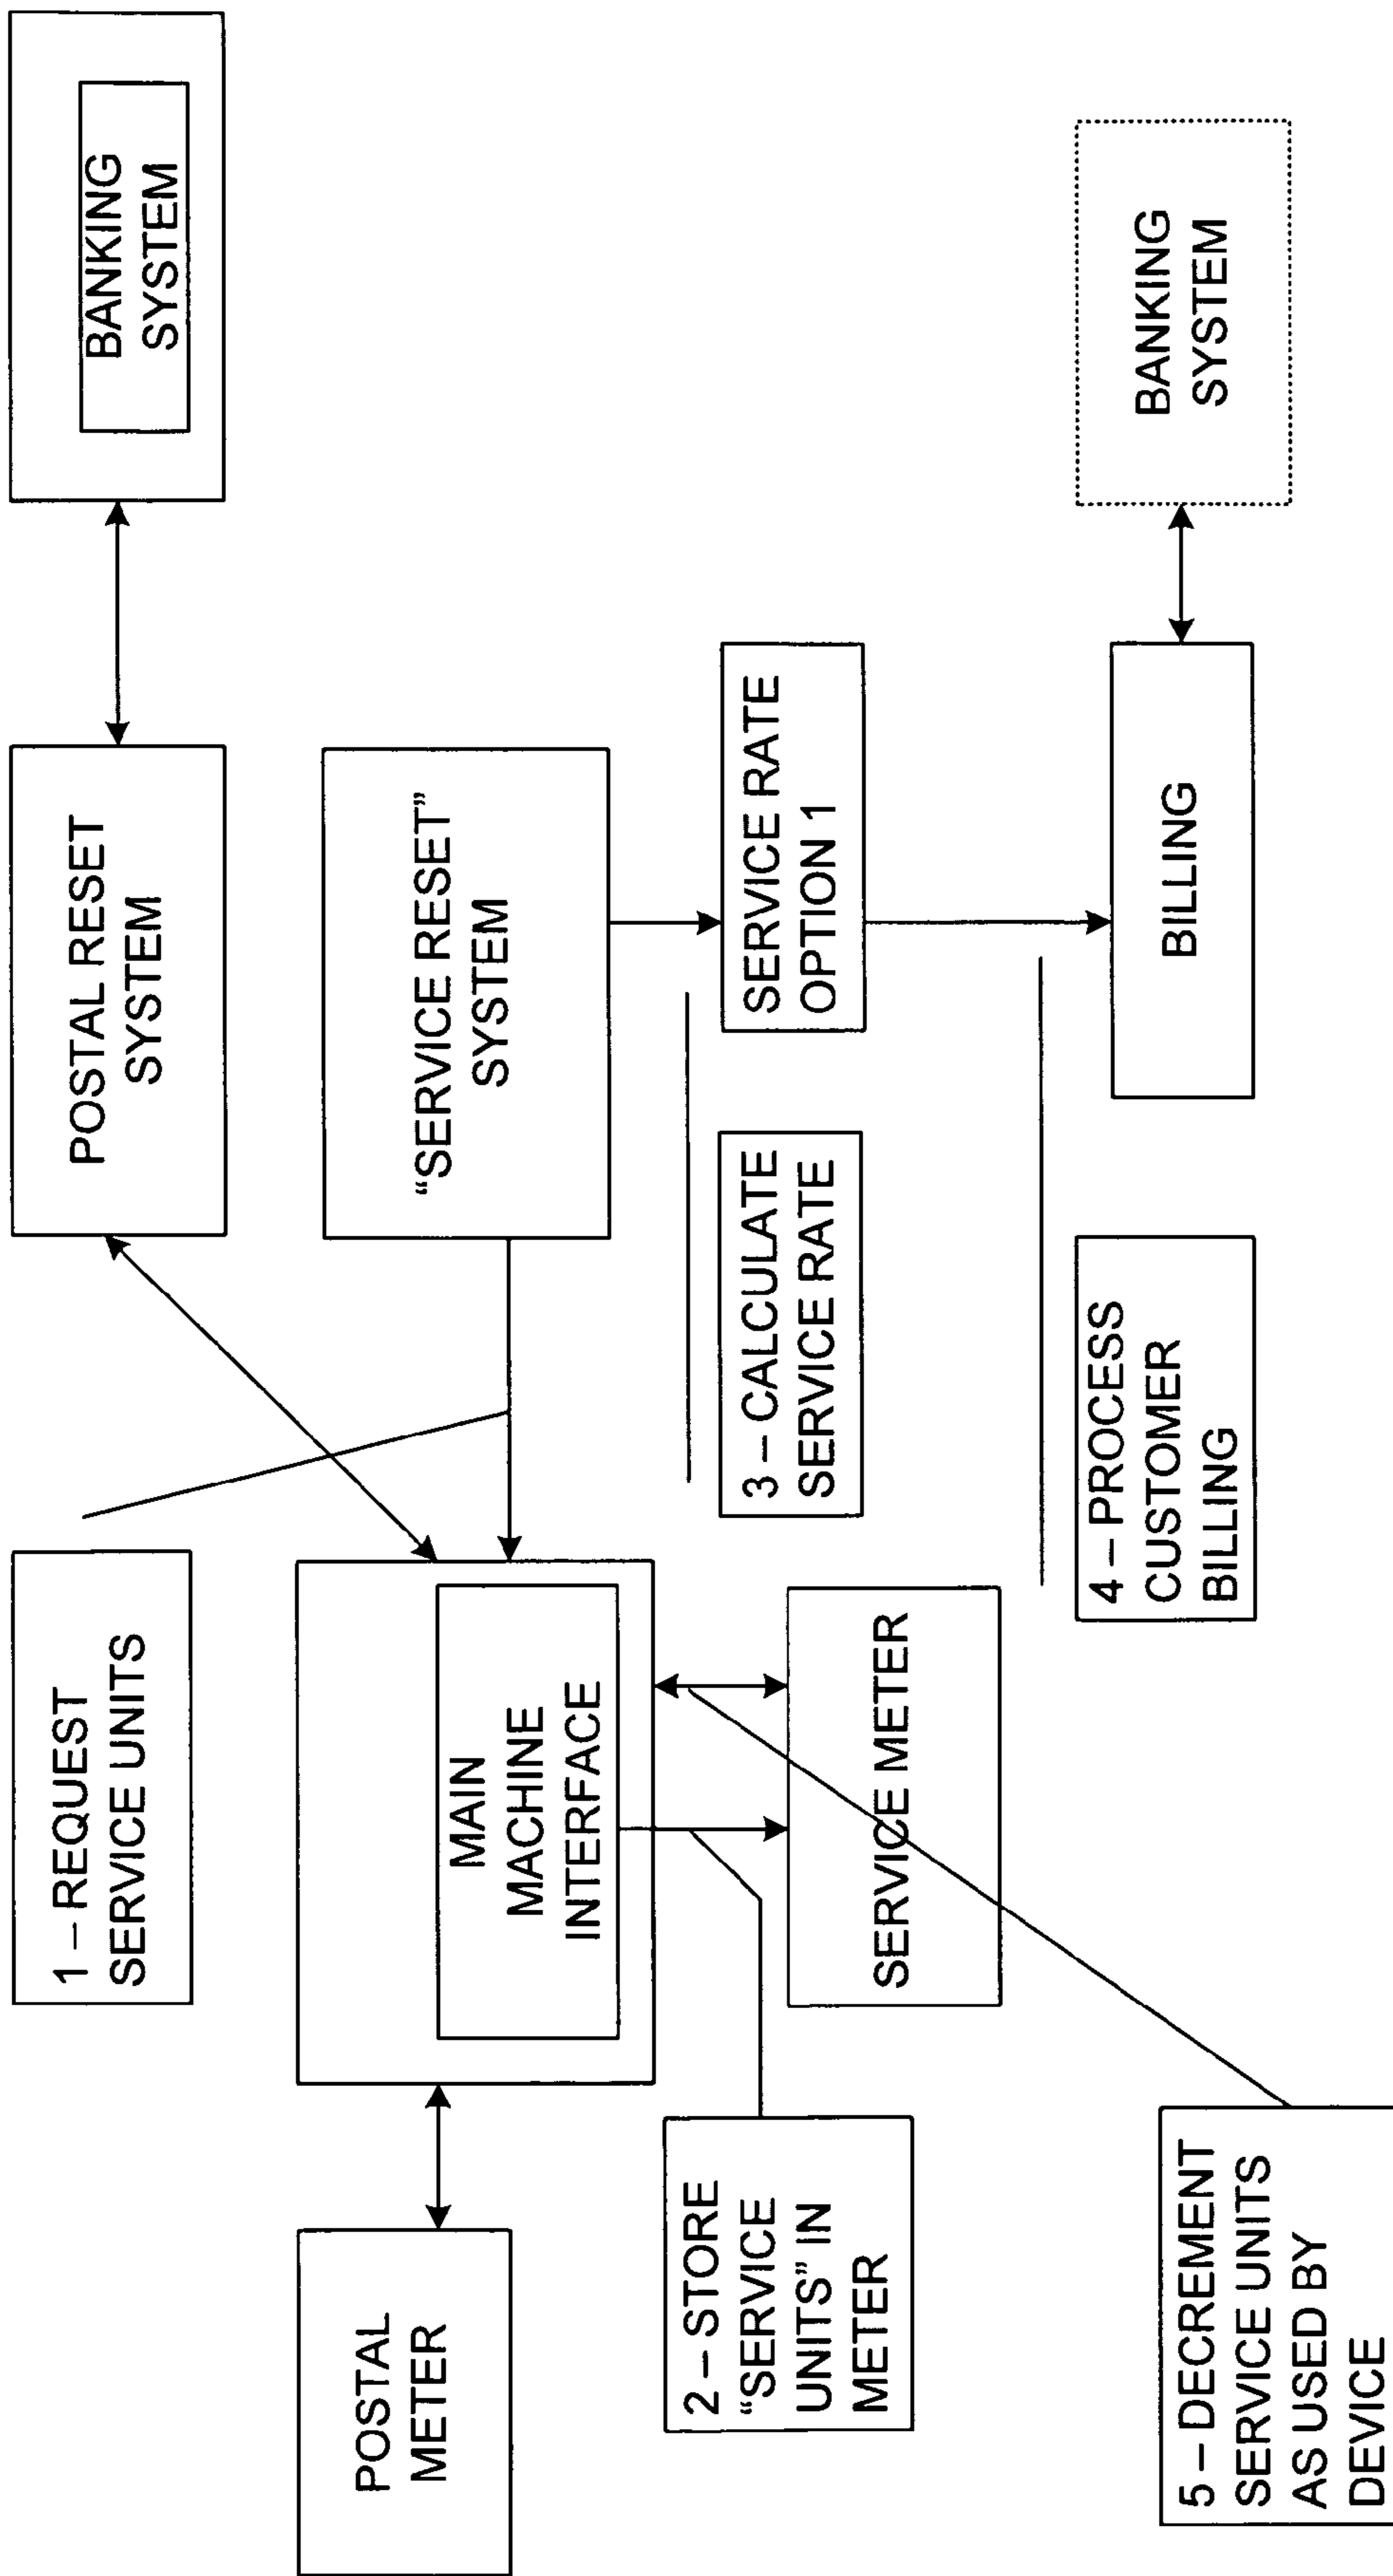 1 – REQUEST
SERVICE UNITS
POSTAL RESET
SYSTEM
BANKING
SYSTEM
POSTAL
METER
MAIN
MACHINE
INTERFACE
“SERVICE RESET”
SYSTEM
2 – STORE
“SERVICE
UNITS” IN
METER
SERVICE METER
3 – CALCULATE
SERVICE RATE
SERVICE RATE
OPTION 1
5 – DECREMENT
SERVICE UNITS
AS USED BY
DEVICE
4 – PROCESS
CUSTOMER
BILLING
BILLING
BANKING
SYSTEM